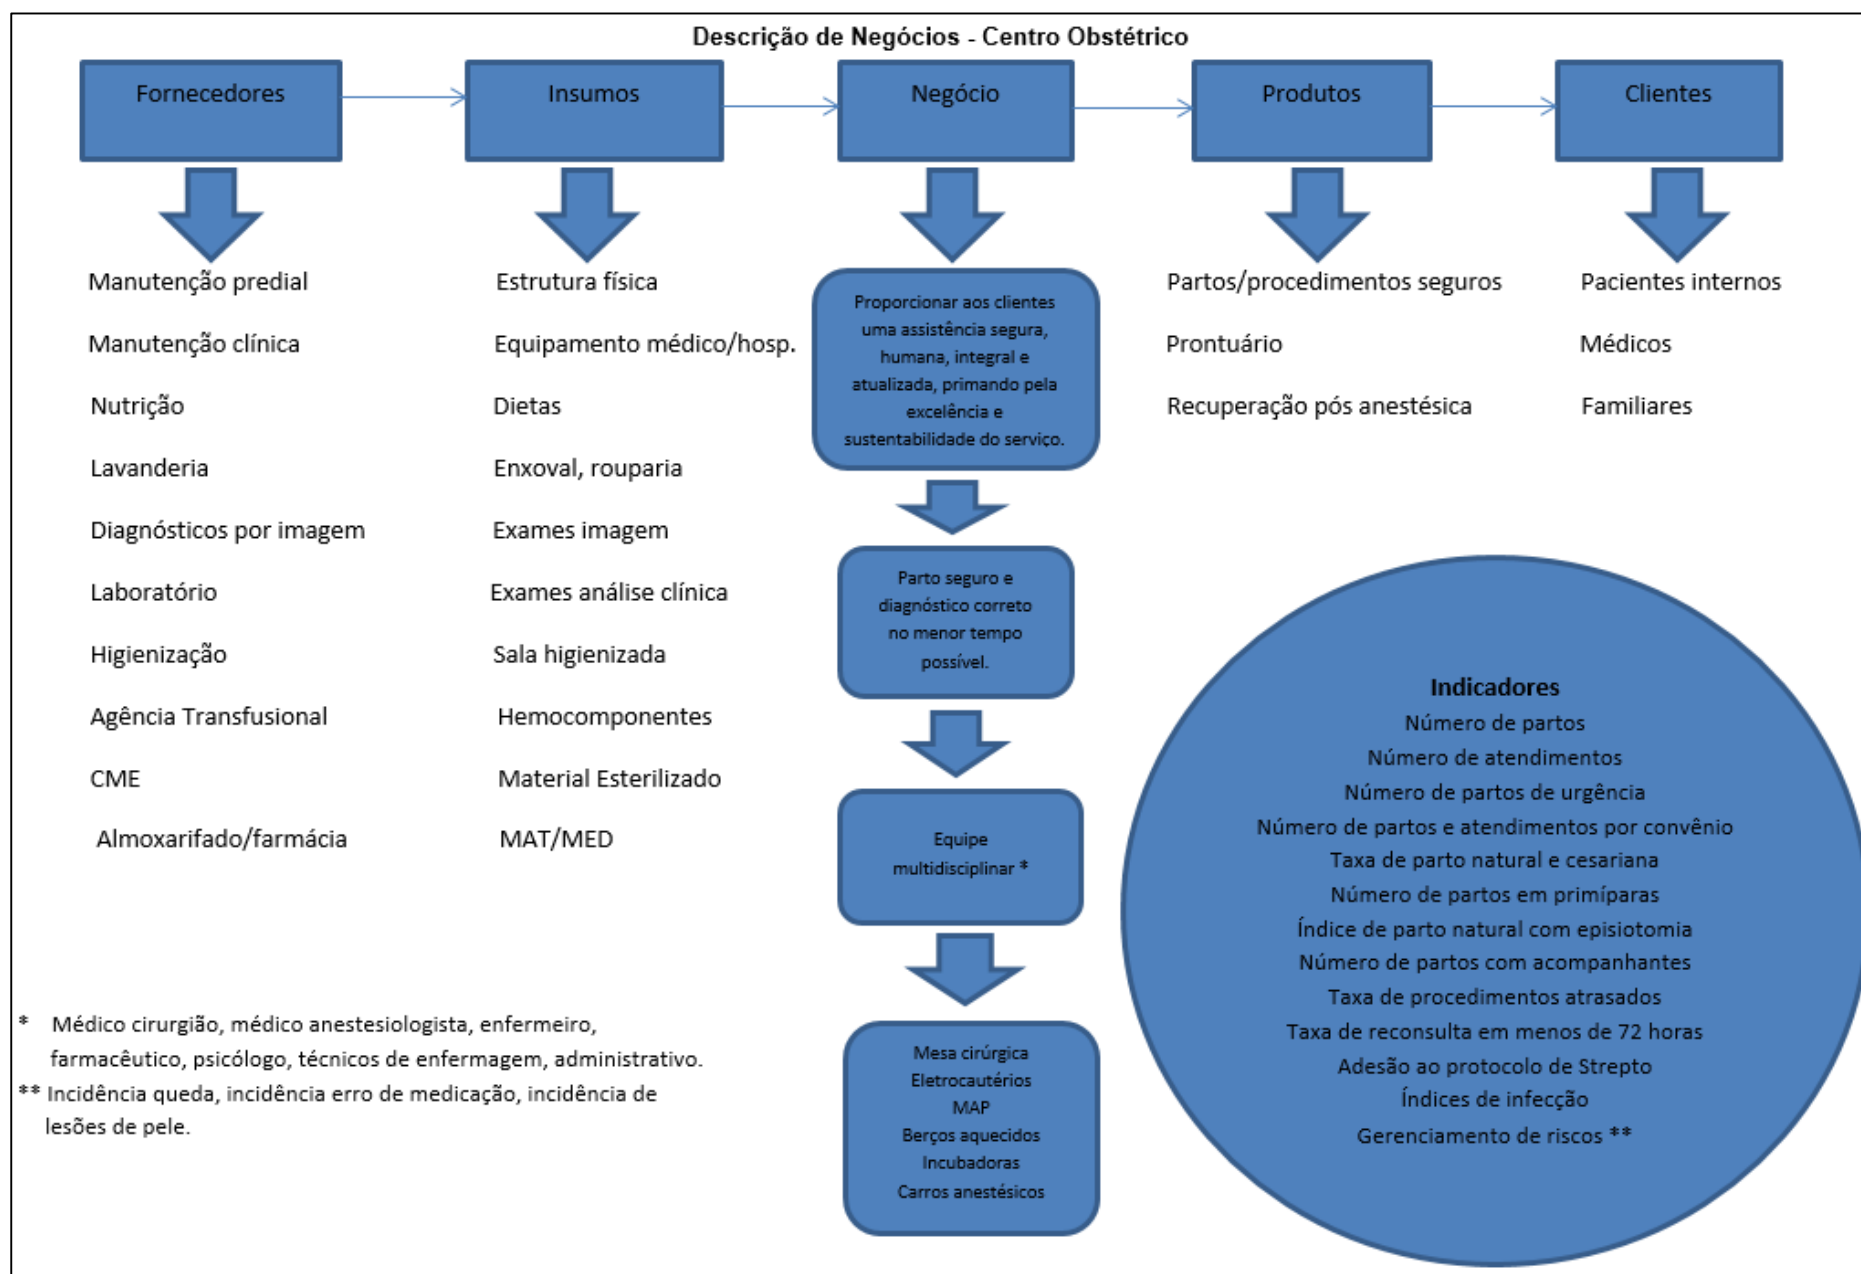 Descrição de Negócios - Centro Obstétrico
Fornecedores
Insumos
Negócio
Produtos
Clientes
Manutenção predial
Manutenção clínica
Nutrição
Lavanderia
Diagnósticos por imagem
Laboratório
Higienização
Agência Transfusional
CME
Almoxarifado/farmácia
Estrutura física
Equipamento médico/hosp.
Dietas
Enxoval, rouparia
Exames imagem
Exames análise clínica
Sala higienizada
Hemocomponentes
Material Esterilizado
MAT/MED
Proporcionar aos clientes
uma assistência segura,
humana, integral e
atualizada, primando pela
excelência e
sustentabilidade do serviço.
Parto seguro e
diagnóstico correto
no menor tempo
possível.
Equipe
multidisciplinar *
Mesa cirúrgica
Eletrocautérios
MAP
Berços aquecidos
Incubadoras
Carros anestésicos
Partos/procedimentos seguros
Prontuário
Recuperação pós anestésica
Pacientes internos
Médicos
Familiares
Indicadores
Número de partos
Número de atendimentos
Número de partos de urgência
Número de partos e atendimentos por convênio
Taxa de parto natural e cesariana
Número de partos em primíparas
Índice de parto natural com episiotomia
Número de partos com acompanhantes
Taxa de procedimentos atrasados
Taxa de reconsulta em menos de 72 horas
Adesão ao protocolo de Strepto
Índices de infecção
Gerenciamento de riscos **
* Médico cirurgião, médico anestesiologista, enfermeiro,
farmacêutico, psicólogo, técnicos de enfermagem, administrativo.
** Incidência queda, incidência erro de medicação, incidência de
lesões de pele.